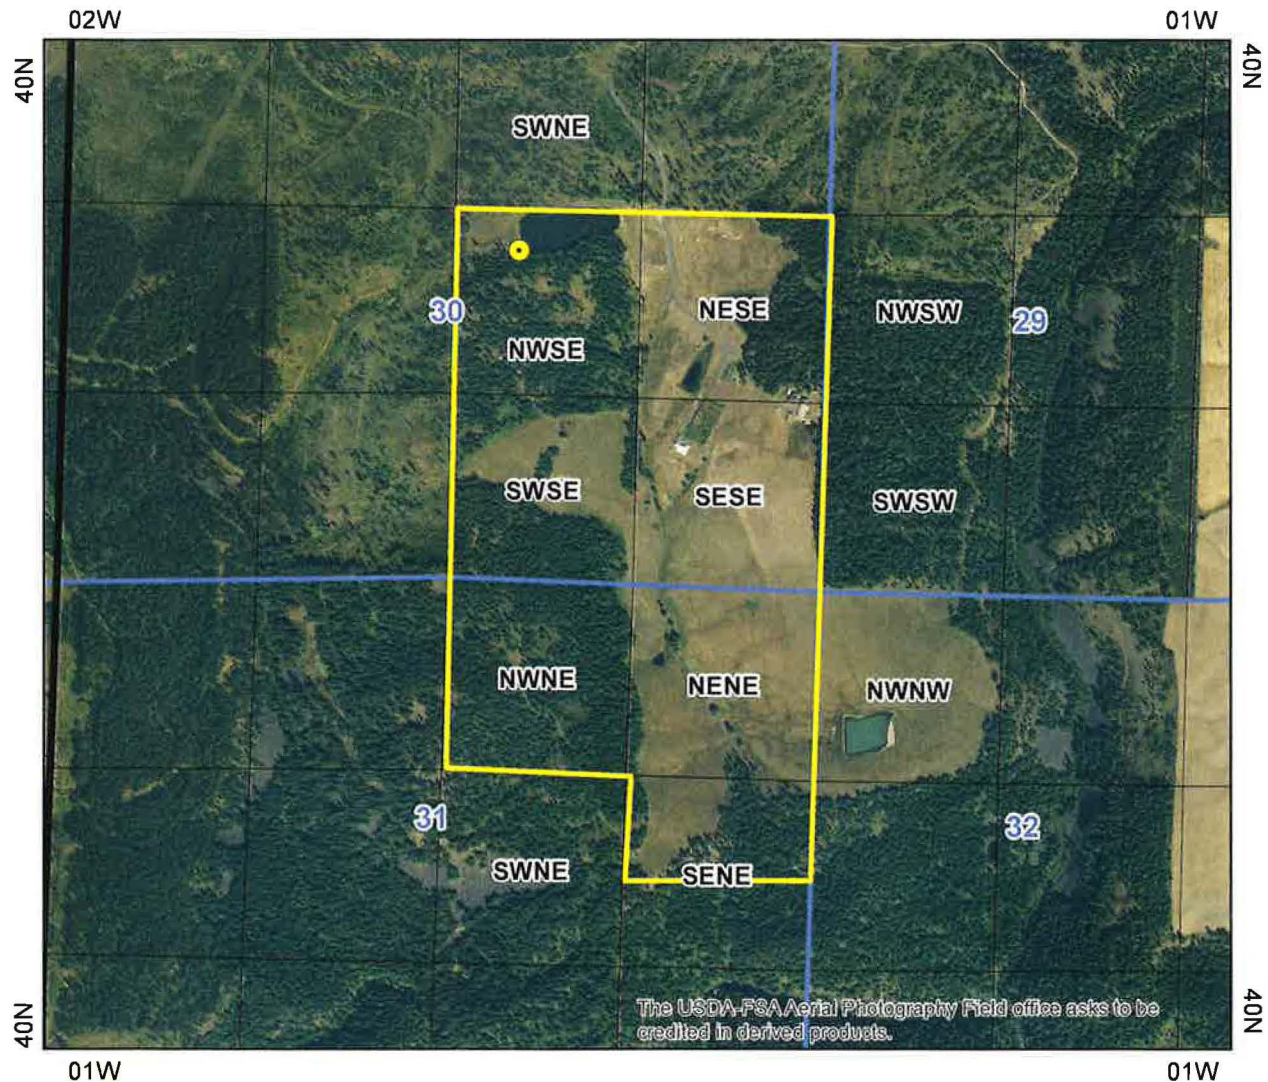 02W
01W
40N
40N
SWNE
30
NESE
NWSW
29
NWSE
SWSE
SESE
SWSW
NWNE
NENE
NWNW
31
32
SWNE
SENE
The USDA-FSA Aerial Photography Field office asks to be
credited in derived products.
40N
40N
01W
01W